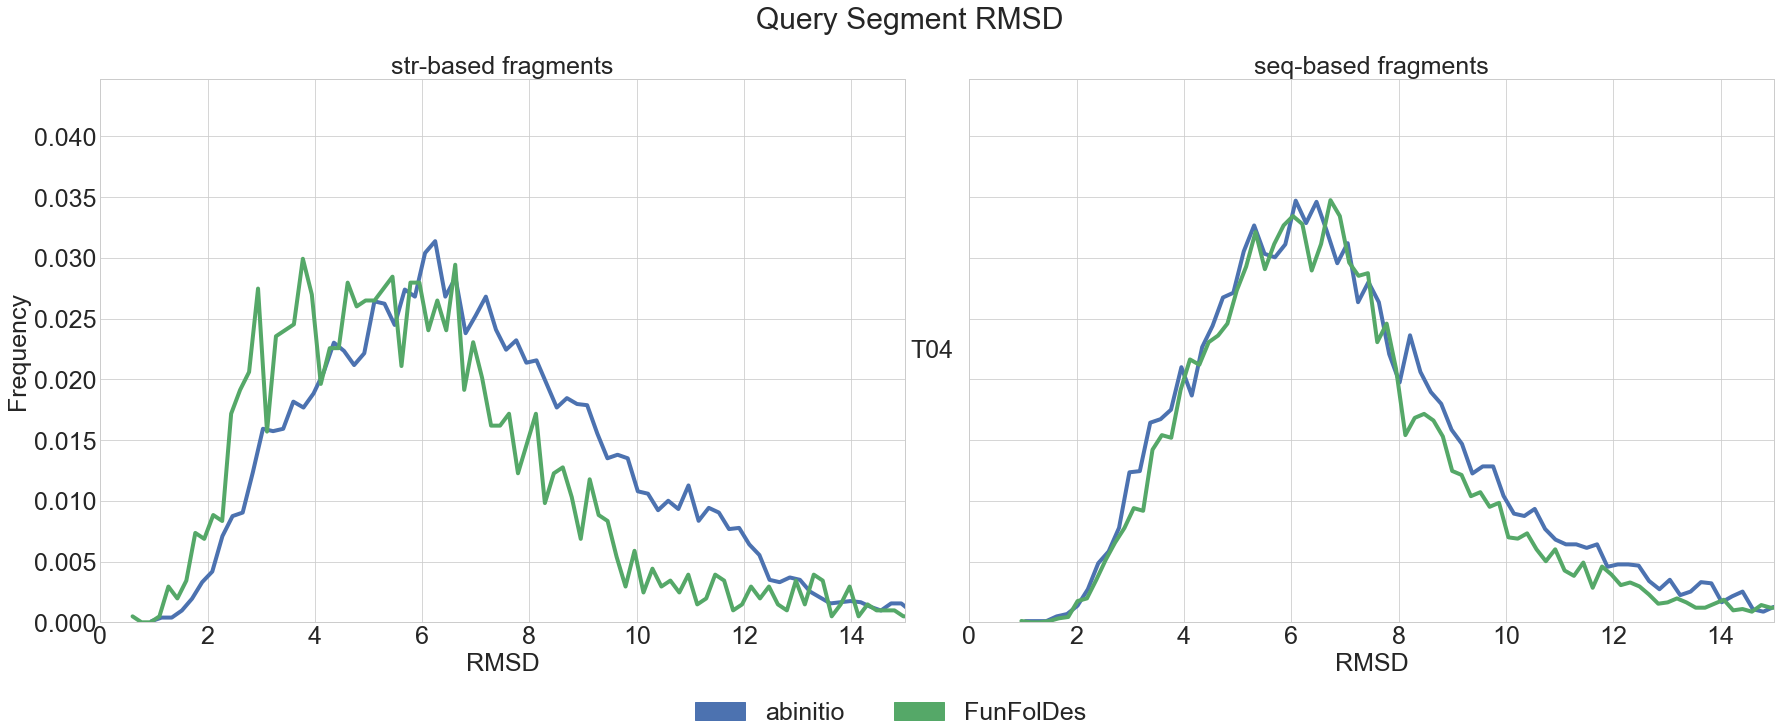 Query Segment RMSD
str-based fragments
seq-based fragments
0.040
0.035
0.030
0.025
0.020
0.015
0.010
0.005
0.000
Frequency
T04
0 2 4 6 8 10 12 14
0 2 4 6 8 10 12 14
RMSD
RMSD
abinitio FunFolDes